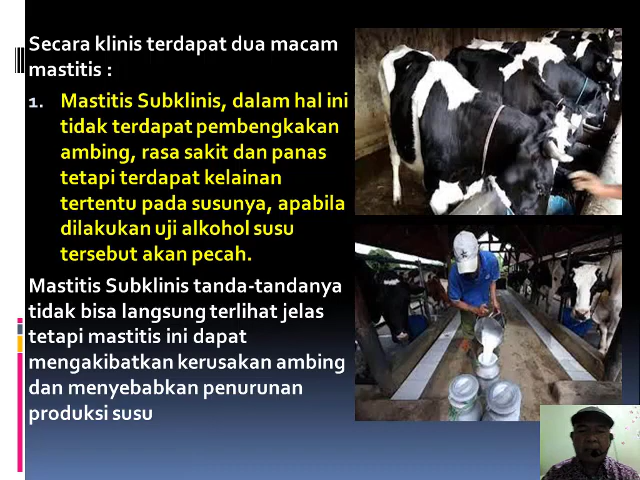 Secara klinis terdapat dua macam
mastitis :
1. Mastitis Subklinis, dalam hal ini
tidak terdapat pembengkakan
ambing, rasa sakit dan panas
tetapi terdapat kelainan
tertentu pada susunya, apabila
dilakukan uji alkohol susu
tersebut akan pecah.
Mastitis Subklinis tanda-tandanya
tidak bisa langsung terlihat jelas
tetapi mastitis ini dapat
mengakibatkan kerusakan ambing
dan menyebabkan penurunan
produksi susu